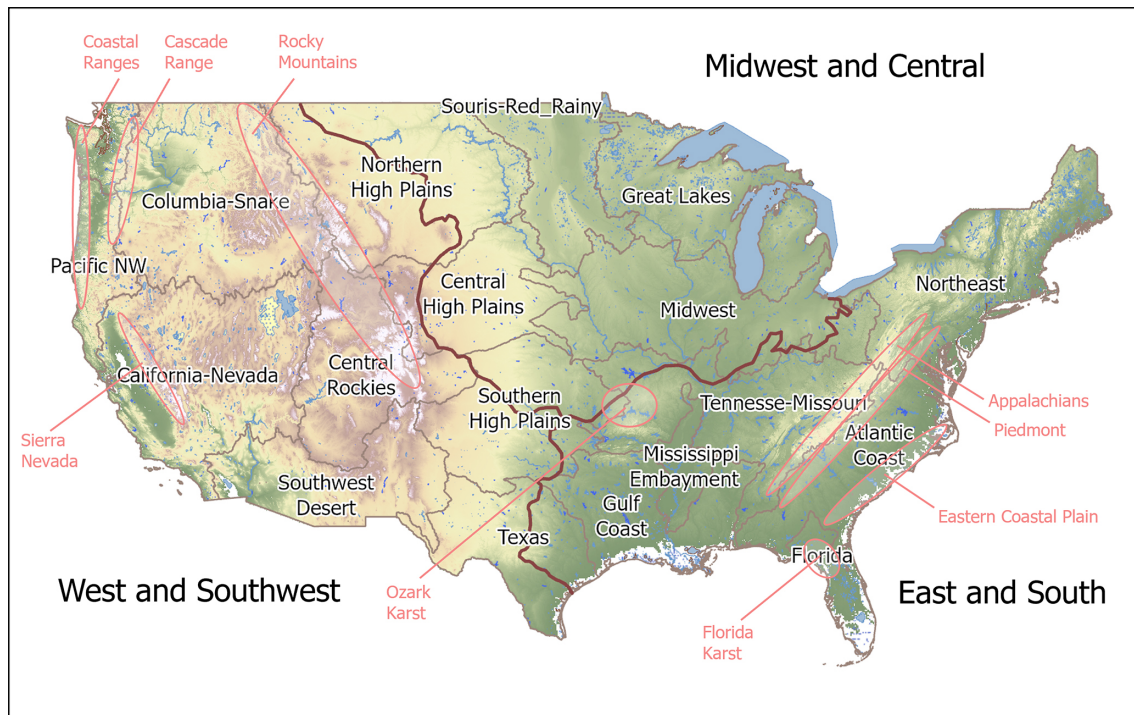 Coastal
Ranges
Cascade
Range
Rocky
Mountains
Midwest and Central
Souris-Red_Rainy
Northern
High Plains
Great Lakes
Columbia-Snake
Pacific NW
Central
High Plains
Northeast
Midwest
California-Nevada
Central
Rockies
Southern
High Plains
Tennesse-Missouri
Appalachians
Piedmont
Atlantic
Coast
Sierra
Nevada
Mississippi
Embayment
Southwest
Desert
Gulf
Coast
Eastern Coastal Plain
Texas
Florida
West and Southwest
Ozark
Karst
East and South
Florida
Karst